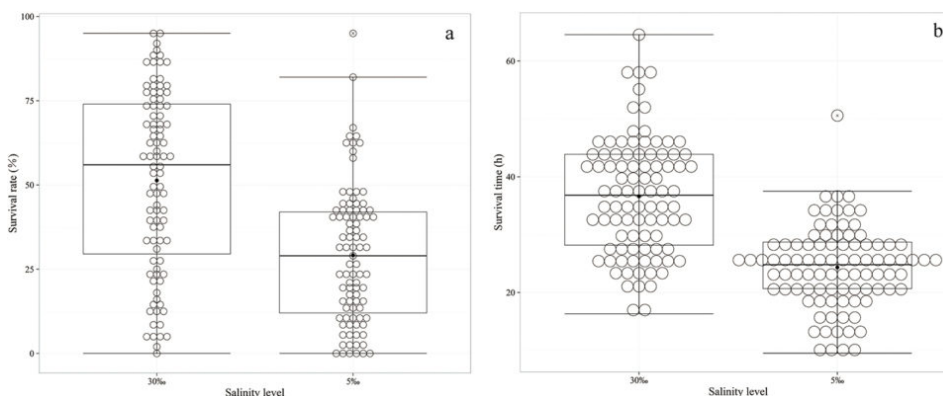 100
75
50
25
0
Survival rate (%)
a
30‰
5‰
Salinity level
60
40
20
Survival time (h)
b
30‰
5‰
Salinity level